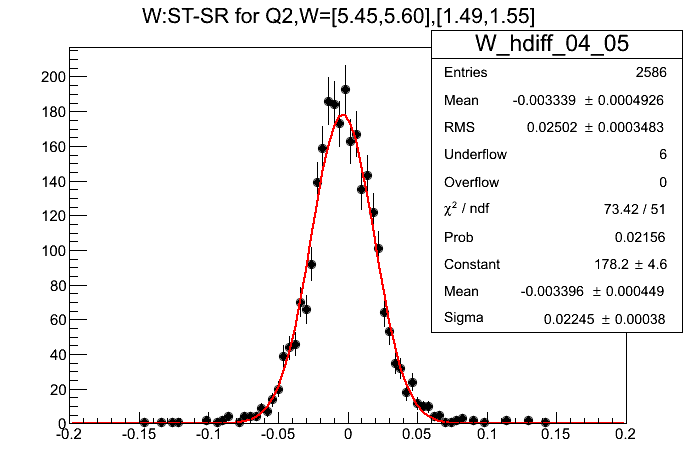 W:ST-SR for Q2,W=[5.45,5.60],[1.49,1.55]
W_hdiff_04_05
Entries 2586
Mean -0.003339 ± 0.0004926
RMS 0.02502 ± 0.0003483
Underflow 6
Overflow 0
χ² / ndf 73.42 / 51
Prob 0.02156
Constant 178.2 ± 4.6
Mean -0.003396 ± 0.000449
Sigma 0.02245 ± 0.00038
200
180
160
140
120
100
80
60
40
20
0
-0.2 -0.15 -0.1 -0.05 0 0.05 0.1 0.15 0.2